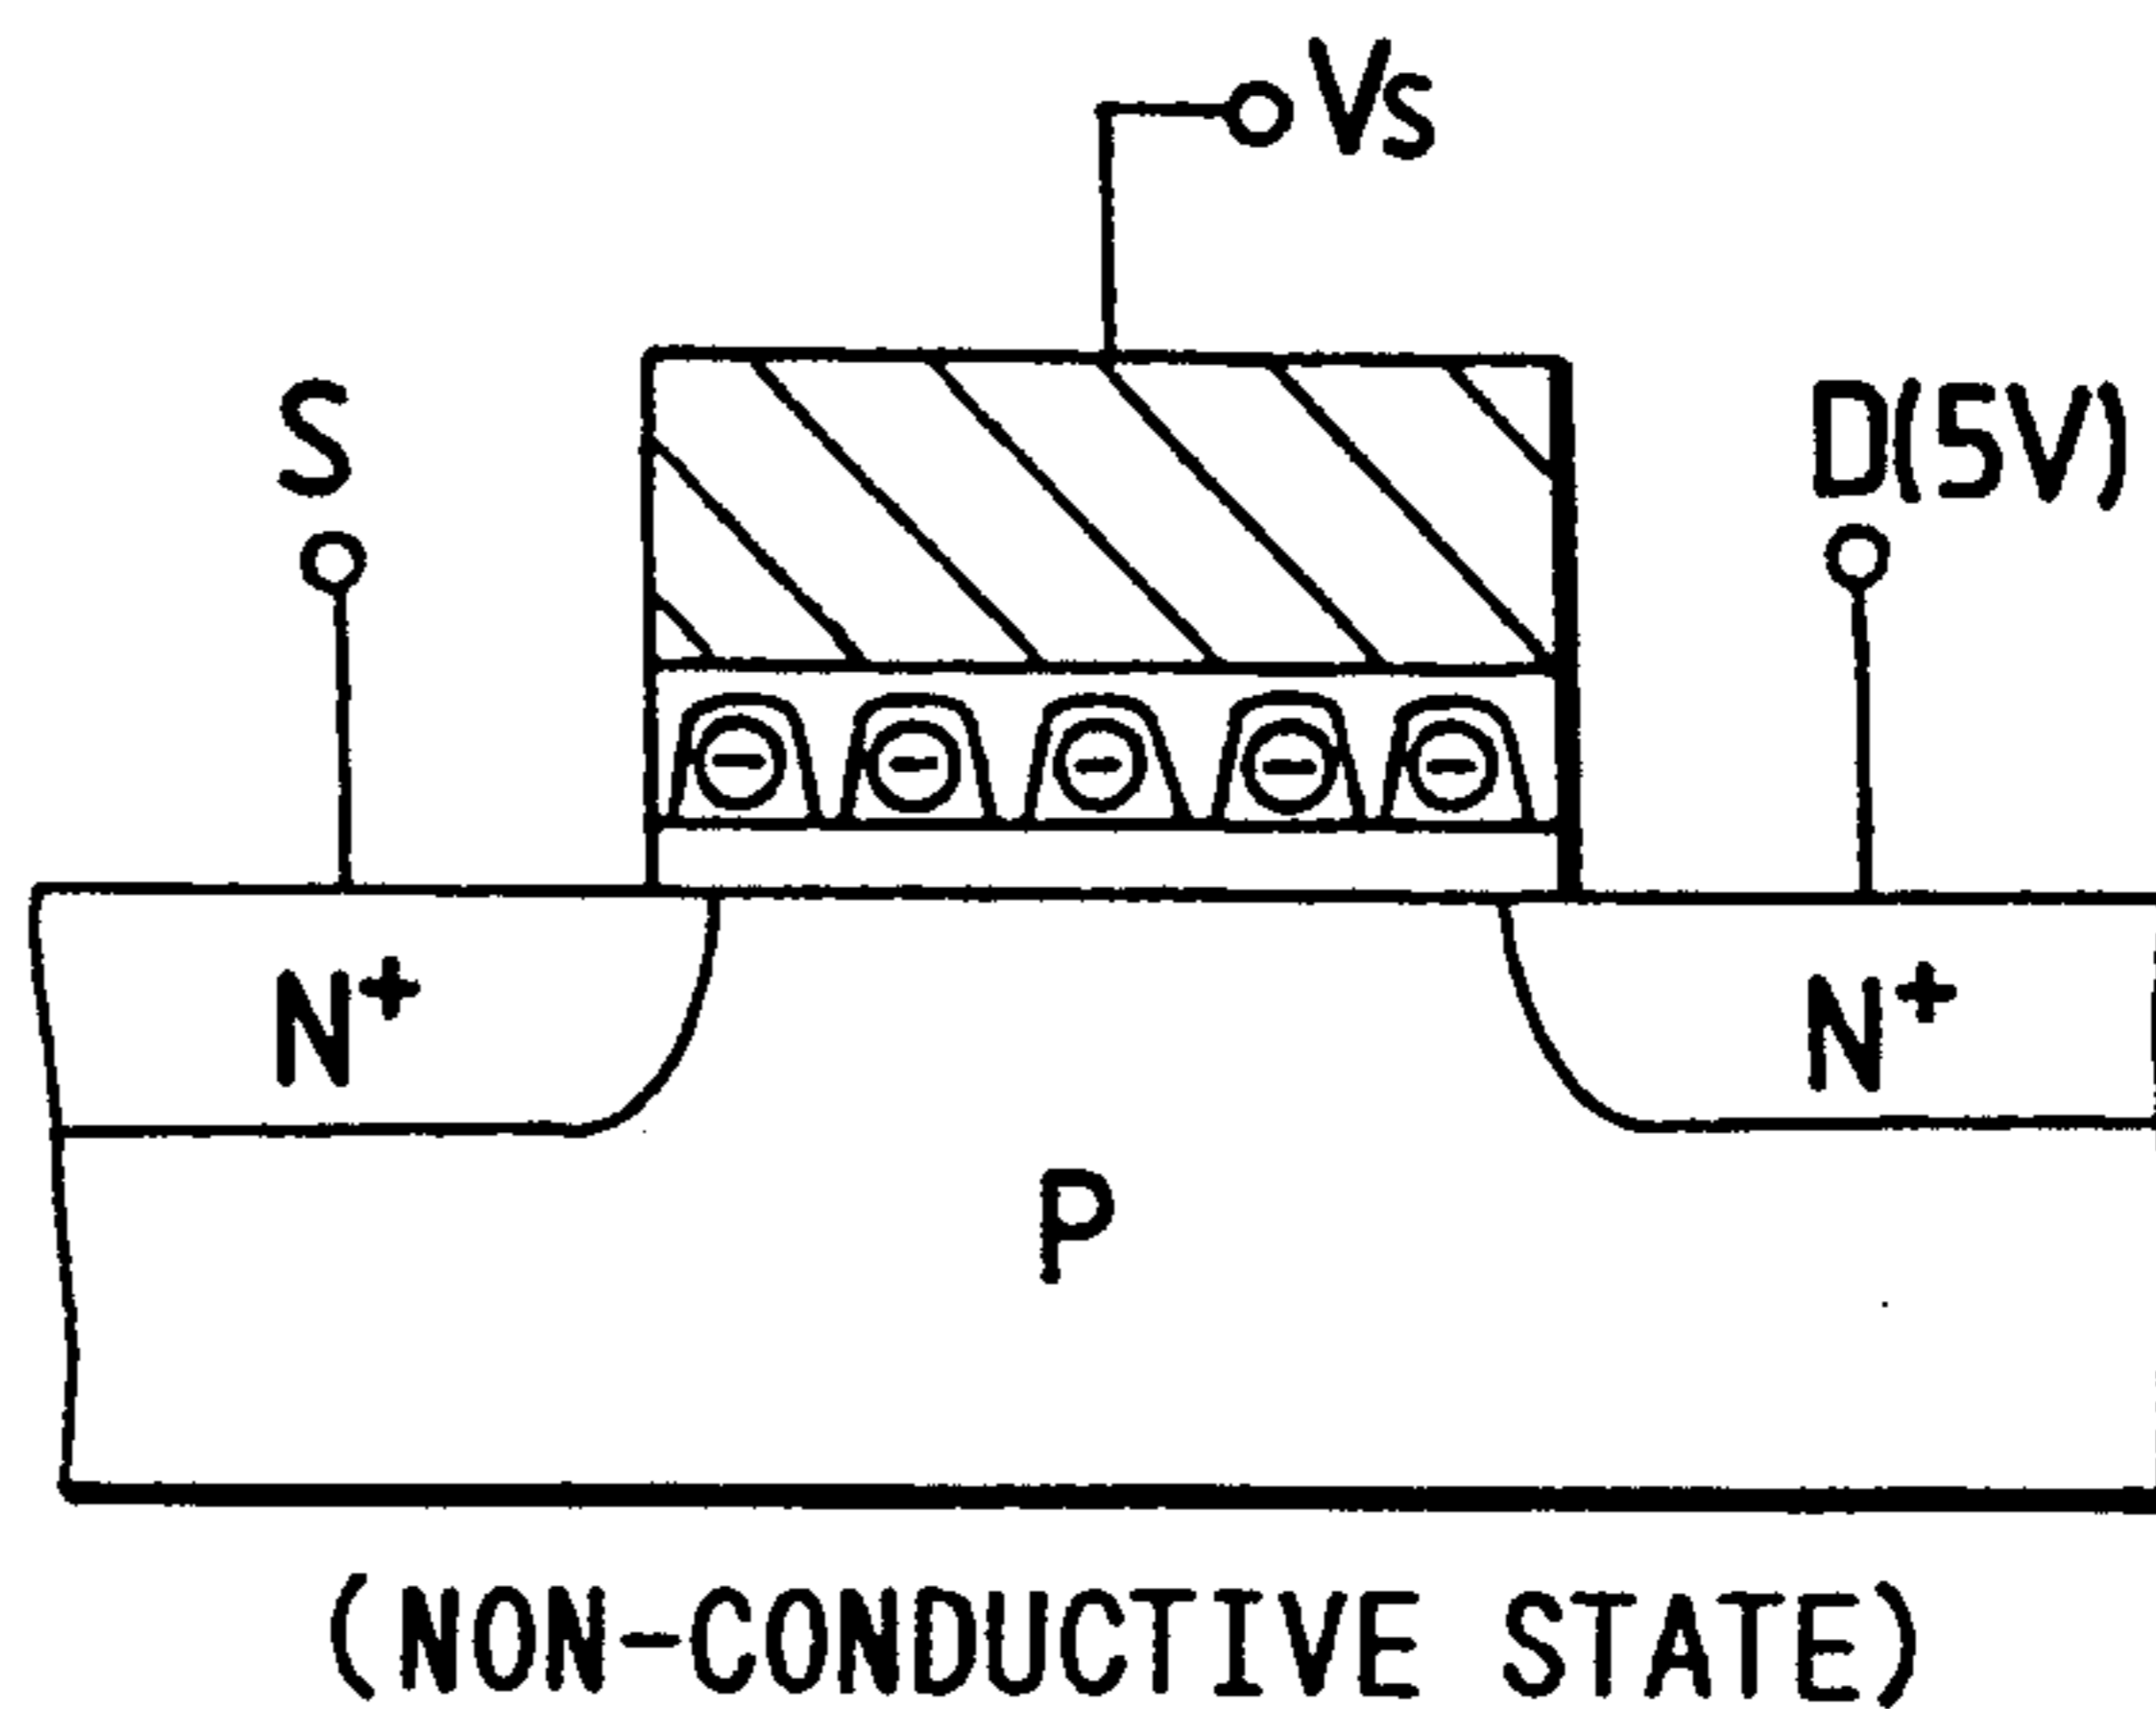 Vs
S
D(5V)
N+
N+
P
(NON-CONDUCTIVE STATE)